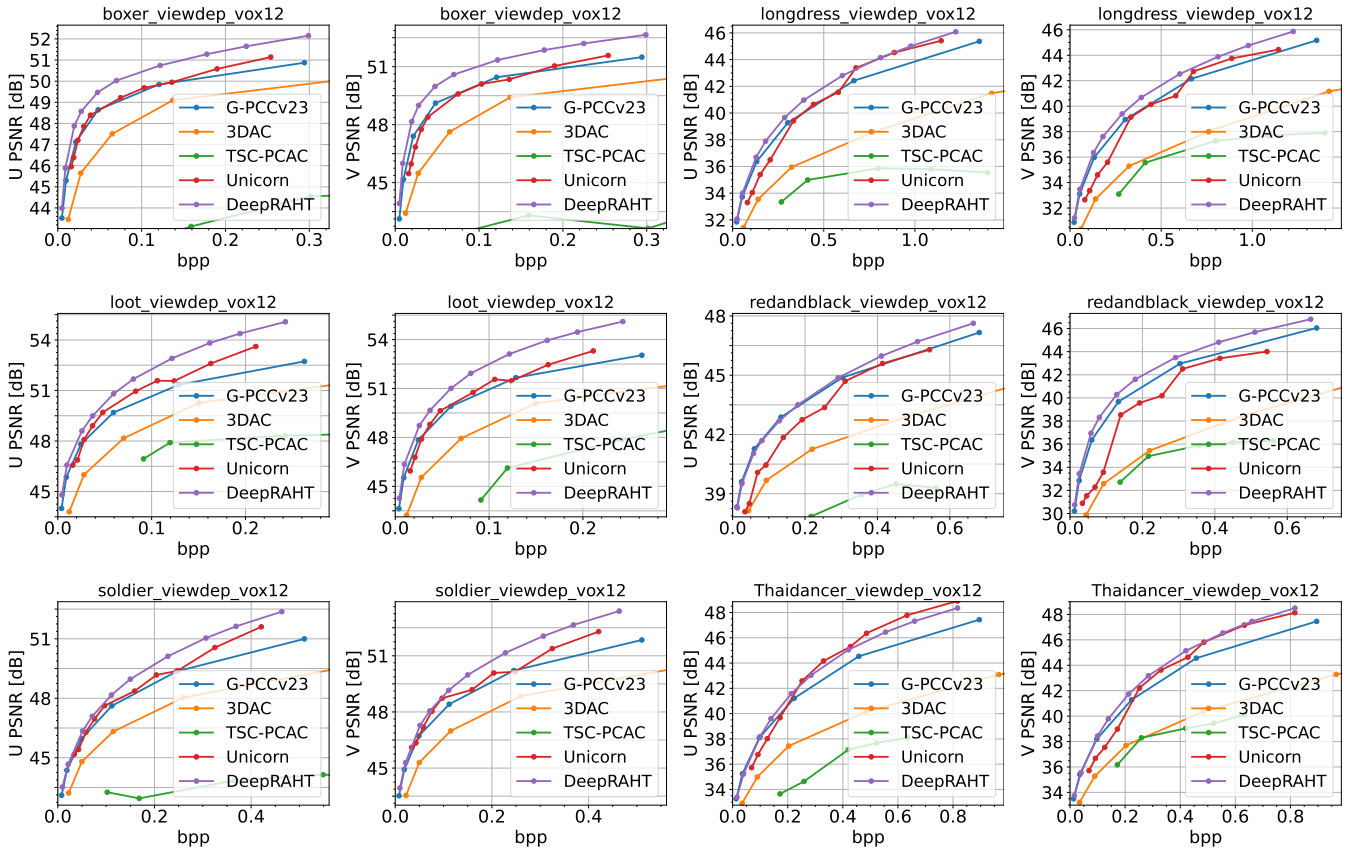 boxer_viewdep_vox12
U PSNR [dB]
52
51
50
49
48
47
46
45
44
0.0 0.1 0.2 0.3
bpp
G-PCCv23
3DAC
TSC-PCAC
Unicorn
DeepRAHT
boxer_viewdep_vox12
V PSNR [dB]
51
48
45
0.0 0.1 0.2 0.3
bpp
G-PCCv23
3DAC
TSC-PCAC
Unicorn
DeepRAHT
longdress_viewdep_vox12
U PSNR [dB]
46
44
42
40
38
36
34
32
0.0 0.5 1.0
bpp
G-PCCv23
3DAC
TSC-PCAC
Unicorn
DeepRAHT
longdress_viewdep_vox12
V PSNR [dB]
46
44
42
40
38
36
34
32
0.0 0.5 1.0
bpp
G-PCCv23
3DAC
TSC-PCAC
Unicorn
DeepRAHT
loot_viewdep_vox12
U PSNR [dB]
54
51
48
45
0.1 0.2
bpp
G-PCCv23
3DAC
TSC-PCAC
Unicorn
DeepRAHT
loot_viewdep_vox12
V PSNR [dB]
54
51
48
45
0.1 0.2
bpp
G-PCCv23
3DAC
TSC-PCAC
Unicorn
DeepRAHT
redandblack_viewdep_vox12
U PSNR [dB]
48
45
42
39
0.0 0.2 0.4 0.6
bpp
G-PCCv23
3DAC
TSC-PCAC
Unicorn
DeepRAHT
redandblack_viewdep_vox12
V PSNR [dB]
46
44
42
40
38
36
34
32
30
0.0 0.2 0.4 0.6
bpp
G-PCCv23
3DAC
TSC-PCAC
Unicorn
DeepRAHT
soldier_viewdep_vox12
U PSNR [dB]
51
48
45
0.0 0.2 0.4
bpp
G-PCCv23
3DAC
TSC-PCAC
Unicorn
DeepRAHT
soldier_viewdep_vox12
V PSNR [dB]
51
48
45
0.0 0.2 0.4
bpp
G-PCCv23
3DAC
TSC-PCAC
Unicorn
DeepRAHT
Thaidancer_viewdep_vox12
U PSNR [dB]
48
46
44
42
40
38
36
34
0.0 0.2 0.4 0.6 0.8
bpp
G-PCCv23
3DAC
TSC-PCAC
Unicorn
DeepRAHT
Thaidancer_viewdep_vox12
V PSNR [dB]
48
46
44
42
40
38
36
34
0.0 0.2 0.4 0.6 0.8
bpp
G-PCCv23
3DAC
TSC-PCAC
Unicorn
DeepRAHT